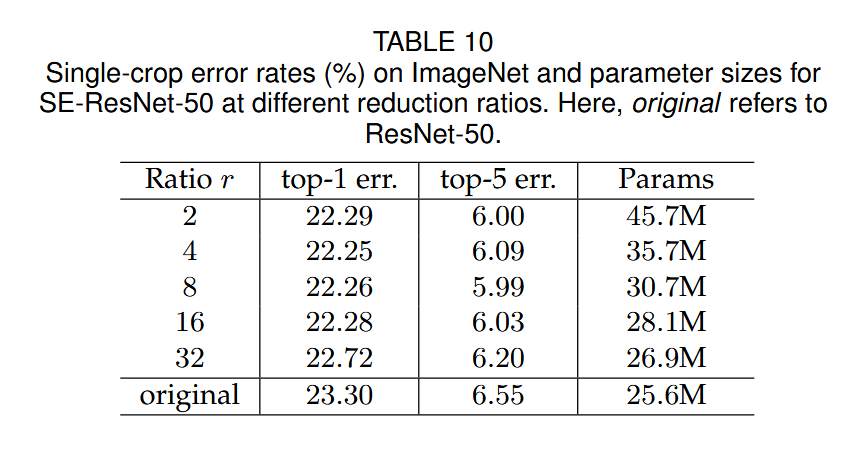 TABLE 10
Single-crop error rates (%) on ImageNet and parameter sizes for
SE-ResNet-50 at different reduction ratios. Here, original refers to
ResNet-50.
Ratio r top-1 err. top-5 err. Params
2 22.29 6.00 45.7M
4 22.25 6.09 35.7M
8 22.26 5.99 30.7M
16 22.28 6.03 28.1M
32 22.72 6.20 26.9M
original 23.30 6.55 25.6M